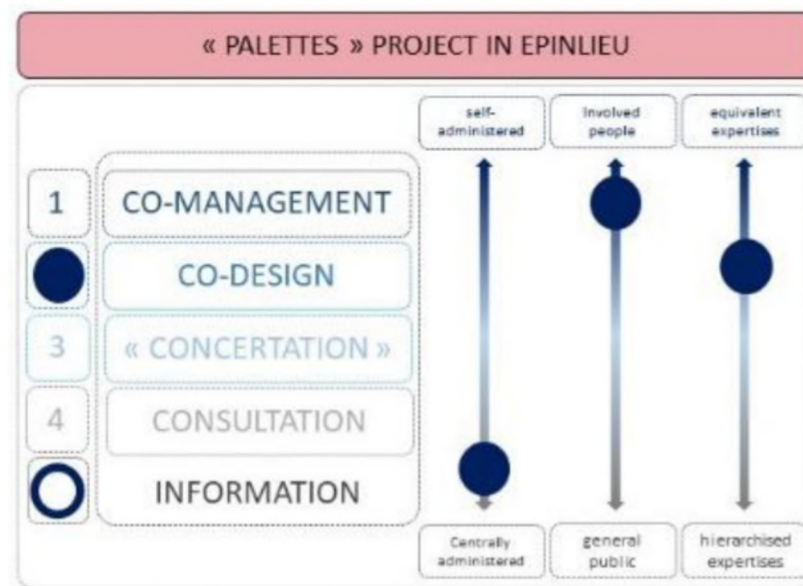 « PALETTES » PROJECT IN EPINLIEU
self-
administered
Involved
people
equivalent
expertises
1
CO-MANAGEMENT
CO-DESIGN
3
« CONCERTATION »
4
CONSULTATION
INFORMATION
Centrally
administered
general
public
hierarchised
expertises